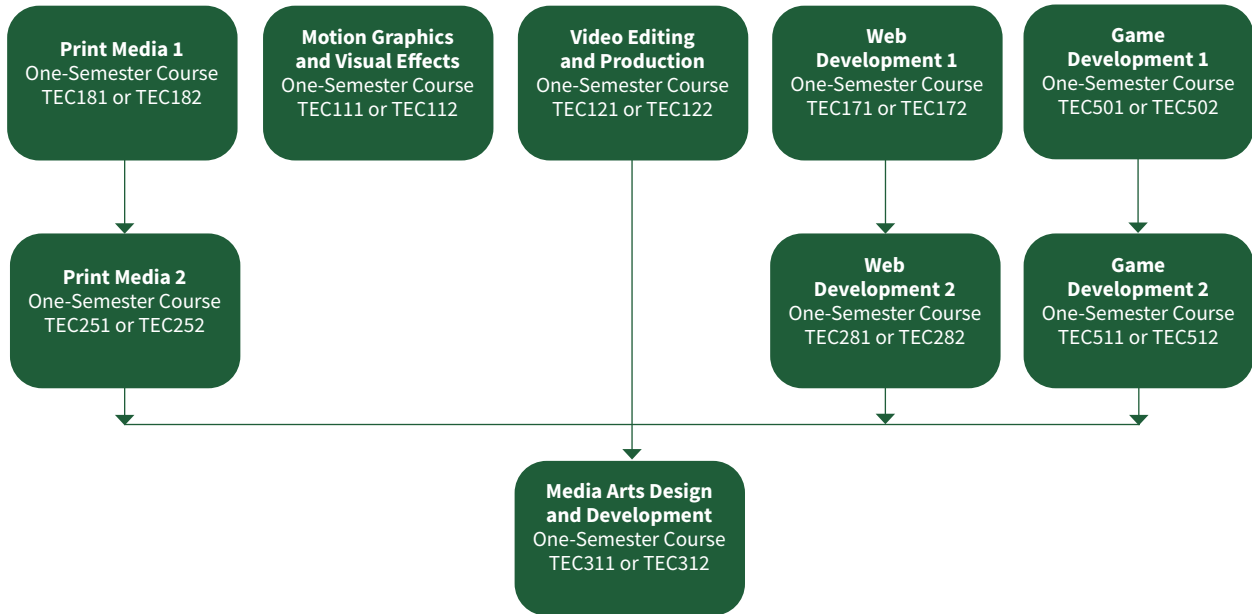 Print Media 1
One-Semester Course
TEC181 or TEC182
Motion Graphics
and Visual Effects
One-Semester Course
TEC111 or TEC112
Video Editing
and Production
One-Semester Course
TEC121 or TEC122
Web
Development 1
One-Semester Course
TEC171 or TEC172
Game
Development 1
One-Semester Course
TEC501 or TEC502
Print Media 2
One-Semester Course
TEC251 or TEC252
Web
Development 2
One-Semester Course
TEC281 or TEC282
Game
Development 2
One-Semester Course
TEC511 or TEC512
Media Arts Design
and Development
One-Semester Course
TEC311 or TEC312